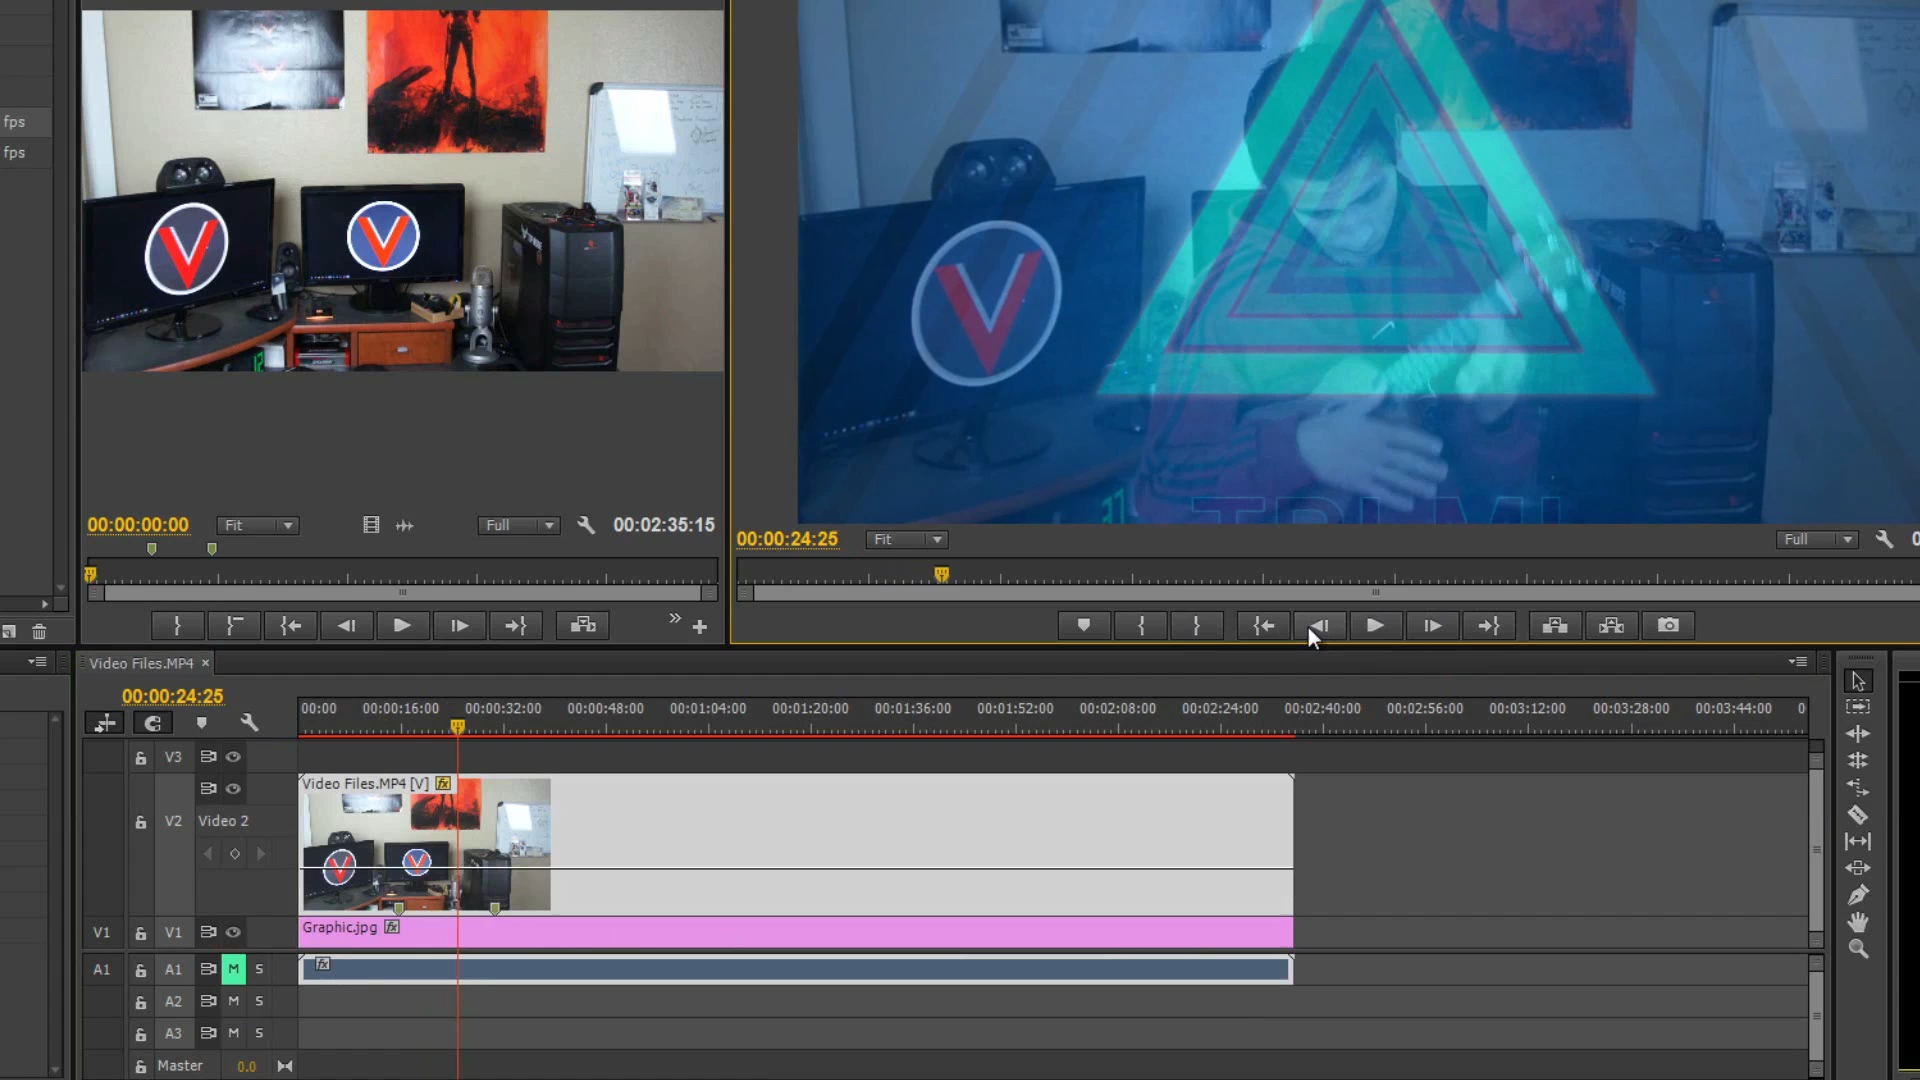 fps
fps
V
V
V
TRLM
00:00:00:00
Fit
Full
00:02:35:15
00:00:24:25
Fit
Full
0
Video Files.MP4 ×
00:00:24:25
00:00 00:00:16:00 00:00:32:00 00:00:48:00 00:01:04:00 00:01:20:00 00:01:36:00 00:01:52:00 00:02:08:00 00:02:24:00 00:02:40:00 00:02:56:00 00:03:12:00 00:03:28:00 00:03:44:00 0
V3
Video Files.MP4 [V] fx
V2 Video 2
V1 V1
Graphic.jpg fx
A1 A1 M S
fx
A2 M S
A3 M S
Master 0.0